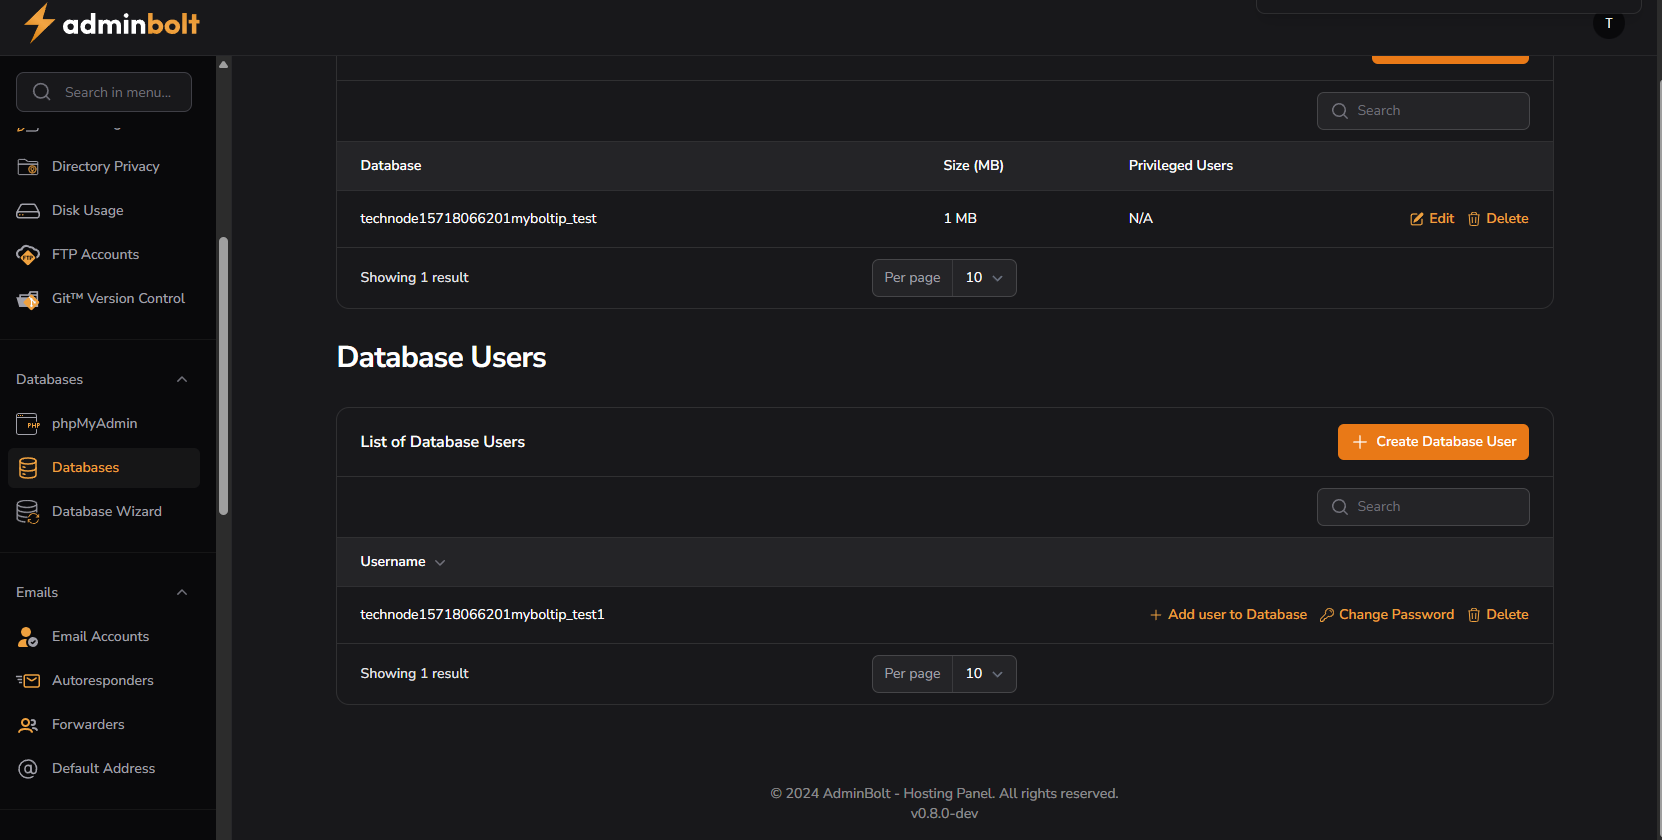 adminbolt
T
Search in menu...
Search
Directory Privacy
Database
Size (MB)
Privileged Users
Disk Usage
technode15718066201myboltip_test
1 MB
N/A
Edit
Delete
FTP Accounts
Showing 1 result
Per page
10
Git™ Version Control
Database Users
Databases
phpMyAdmin
List of Database Users
Create Database User
Databases
Database Wizard
Search
Username
Emails
technode15718066201myboltip_test1
Add user to Database
Change Password
Delete
Email Accounts
Showing 1 result
Per page
10
Autoresponders
Forwarders
Default Address
© 2024 AdminBolt - Hosting Panel. All rights reserved.
v0.8.0-dev